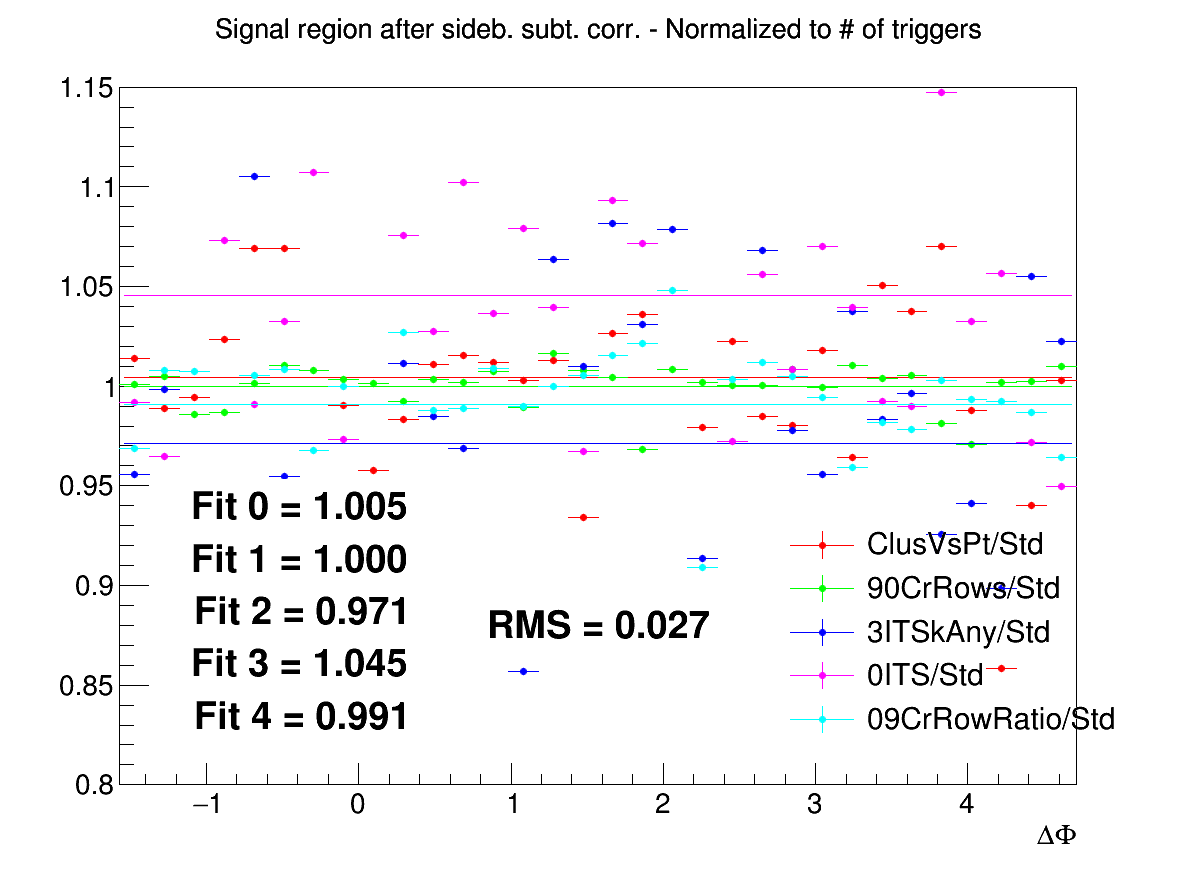 Signal region after sideb. subt. corr. - Normalized to # of triggers
1.15
1.1
1.05
1
0.95
0.9
0.85
0.8
Fit 0 = 1.005
Fit 1 = 1.000
Fit 2 = 0.971
Fit 3 = 1.045
Fit 4 = 0.991
RMS = 0.027
ClusVsPt/Std
90CrRows/Std
3ITSkAny/Std
0ITS/Std
09CrRowRatio/Std
−1 0 1 2 3 4
ΔΦ